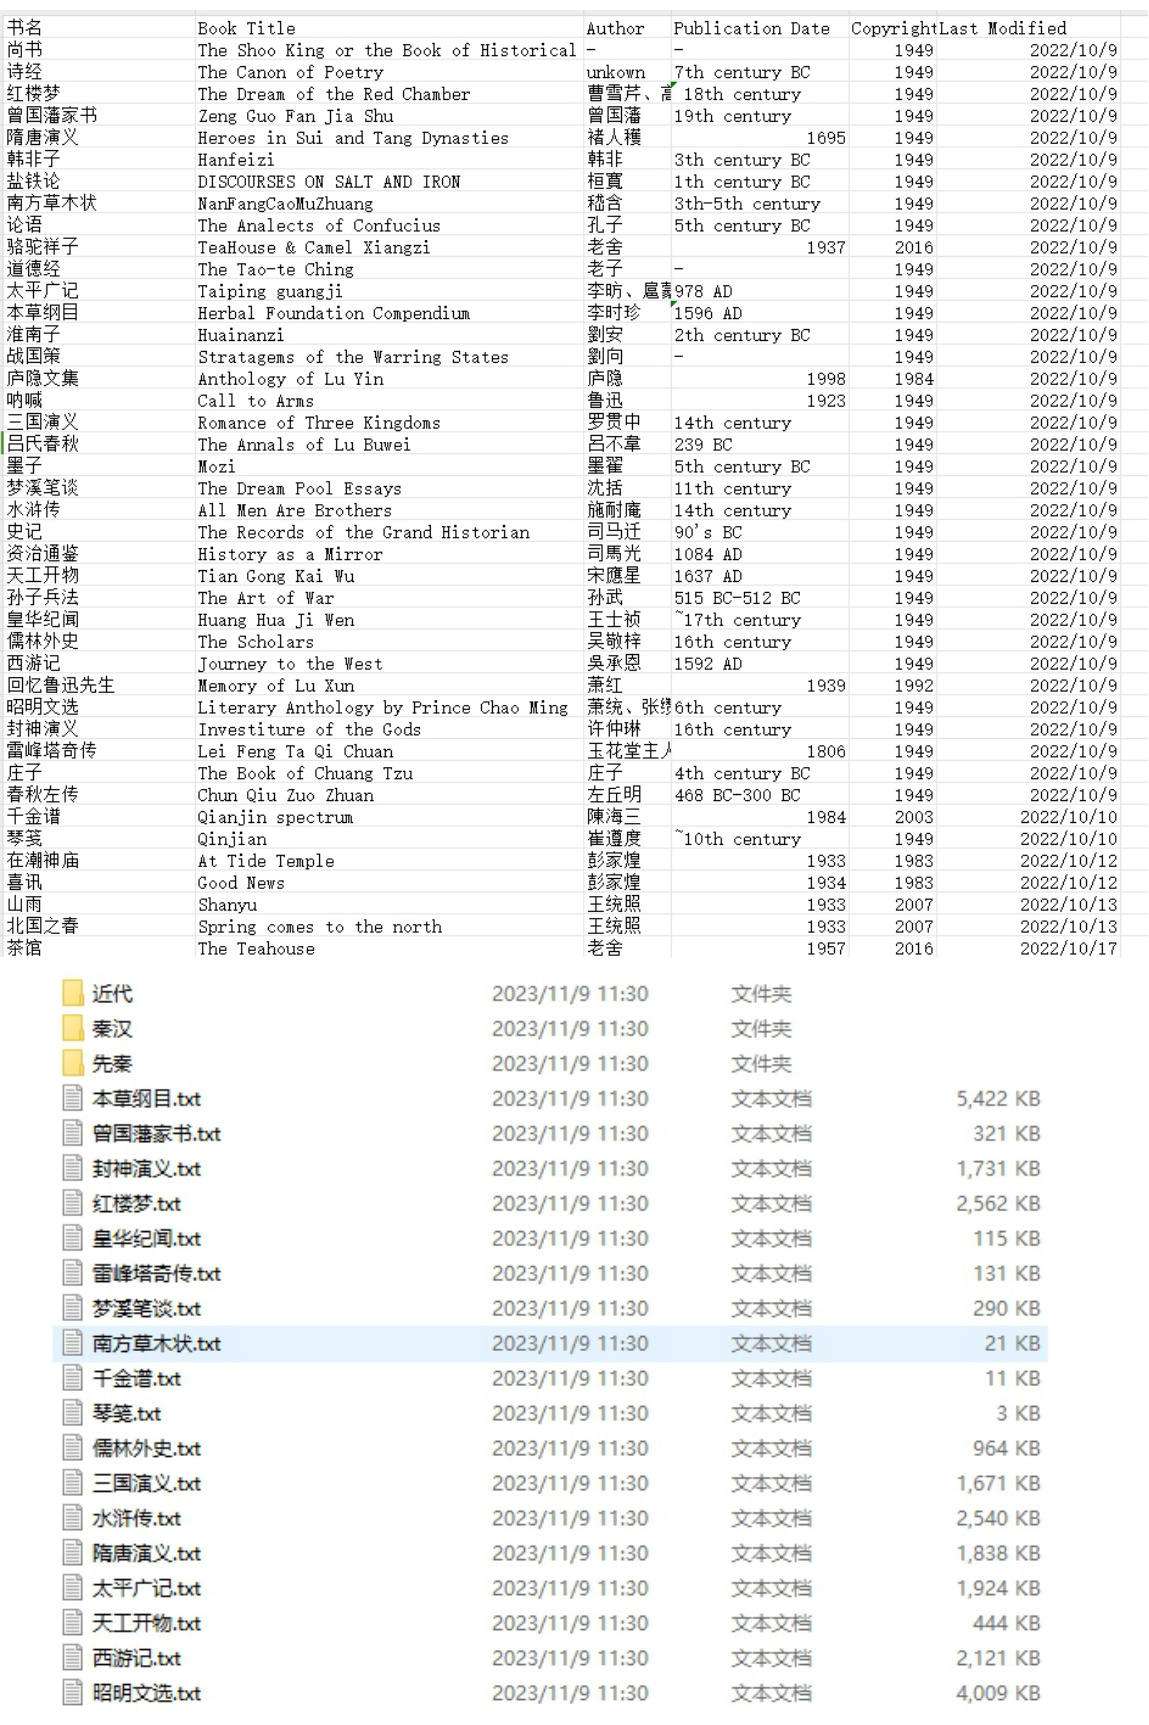 书名 Book Title Author Publication Date Copyright Last Modified
尚书 The Shoo King or the Book of Historical - - 1949 2022/10/9
诗经 The Canon of Poetry unkown 7th century BC 1949 2022/10/9
红楼梦 The Dream of the Red Chamber 曹雪芹、高 18th century 1949 2022/10/9
曾国藩家书 Zeng Guo Fan Jia Shu 曾国藩 19th century 1949 2022/10/9
隋唐演义 Heroes in Sui and Tang Dynasties 褚人穫 1695 1949 2022/10/9
韩非子 Hanfeizi 韩非 3th century BC 1949 2022/10/9
盐铁论 DISCOURSES ON SALT AND IRON 桓寬 1th century BC 1949 2022/10/9
南方草木状 NanFangCaoMuZhuang 嵇含 3th-5th century 1949 2022/10/9
论语 The Analects of Confucius 孔子 5th century BC 1949 2022/10/9
骆驼祥子 TeaHouse & Camel Xiangzi 老舍 1937 2016 2022/10/9
道德经 The Tao-te Ching 老子 - 1949 2022/10/9
太平广记 Taiping guangji 李昉、扈蒙 978 AD 1949 2022/10/9
本草纲目 Herbal Foundation Compendium 李时珍 1596 AD 1949 2022/10/9
淮南子 Huainanzi 劉安 2th century BC 1949 2022/10/9
战国策 Stratagems of the Warring States 劉向 - 1949 2022/10/9
庐隐文集 Anthology of Lu Yin 庐隐 1998 1984 2022/10/9
呐喊 Call to Arms 鲁迅 1923 1949 2022/10/9
三国演义 Romance of Three Kingdoms 罗贯中 14th century 1949 2022/10/9
吕氏春秋 The Annals of Lu Buwei 呂不韋 239 BC 1949 2022/10/9
墨子 Mozi 墨翟 5th century BC 1949 2022/10/9
梦溪笔谈 The Dream Pool Essays 沈括 11th century 1949 2022/10/9
水浒传 All Men Are Brothers 施耐庵 14th century 1949 2022/10/9
史记 The Records of the Grand Historian 司马迁 90's BC 1949 2022/10/9
资治通鉴 History as a Mirror 司馬光 1084 AD 1949 2022/10/9
天工开物 Tian Gong Kai Wu 宋應星 1637 AD 1949 2022/10/9
孙子兵法 The Art of War 孙武 515 BC-512 BC 1949 2022/10/9
皇华纪闻 Huang Hua Ji Wen 王士祯 ~17th century 1949 2022/10/9
儒林外史 The Scholars 吴敬梓 16th century 1949 2022/10/9
西游记 Journey to the West 吳承恩 1592 AD 1949 2022/10/9
回忆鲁迅先生 Memory of Lu Xun 萧红 1939 1992 2022/10/9
昭明文选 Literary Anthology by Prince Chao Ming 萧统、张缵 6th century 1949 2022/10/9
封神演义 Investiture of the Gods 许仲琳 16th century 1949 2022/10/9
雷峰塔奇传 Lei Feng Ta Qi Chuan 玉花堂主人 1806 1949 2022/10/9
庄子 The Book of Chuang Tzu 庄子 4th century BC 1949 2022/10/9
春秋左传 Chun Qiu Zuo Zhuan 左丘明 468 BC-300 BC 1949 2022/10/9
千金谱 Qianjin spectrum 陳海三 1984 2003 2022/10/10
琴笺 Qinjian 崔遵度 ~10th century 1949 2022/10/10
在潮神庙 At Tide Temple 彭家煌 1933 1983 2022/10/12
喜讯 Good News 彭家煌 1934 1983 2022/10/12
山雨 Shanyu 王统照 1933 2007 2022/10/13
北国之春 Spring comes to the north 王统照 1933 2007 2022/10/13
茶馆 The Teahouse 老舍 1957 2016 2022/10/17
近代 2023/11/9 11:30 文件夹
秦汉 2023/11/9 11:30 文件夹
先秦 2023/11/9 11:30 文件夹
本草纲目.txt 2023/11/9 11:30 文本文档 5,422 KB
曾国藩家书.txt 2023/11/9 11:30 文本文档 321 KB
封神演义.txt 2023/11/9 11:30 文本文档 1,731 KB
红楼梦.txt 2023/11/9 11:30 文本文档 2,562 KB
皇华纪闻.txt 2023/11/9 11:30 文本文档 115 KB
雷峰塔奇传.txt 2023/11/9 11:30 文本文档 131 KB
梦溪笔谈.txt 2023/11/9 11:30 文本文档 290 KB
南方草木状.txt 2023/11/9 11:30 文本文档 21 KB
千金谱.txt 2023/11/9 11:30 文本文档 11 KB
琴笺.txt 2023/11/9 11:30 文本文档 3 KB
儒林外史.txt 2023/11/9 11:30 文本文档 964 KB
三国演义.txt 2023/11/9 11:30 文本文档 1,671 KB
水浒传.txt 2023/11/9 11:30 文本文档 2,540 KB
隋唐演义.txt 2023/11/9 11:30 文本文档 1,838 KB
太平广记.txt 2023/11/9 11:30 文本文档 1,924 KB
天工开物.txt 2023/11/9 11:30 文本文档 444 KB
西游记.txt 2023/11/9 11:30 文本文档 2,121 KB
昭明文选.txt 2023/11/9 11:30 文本文档 4,009 KB